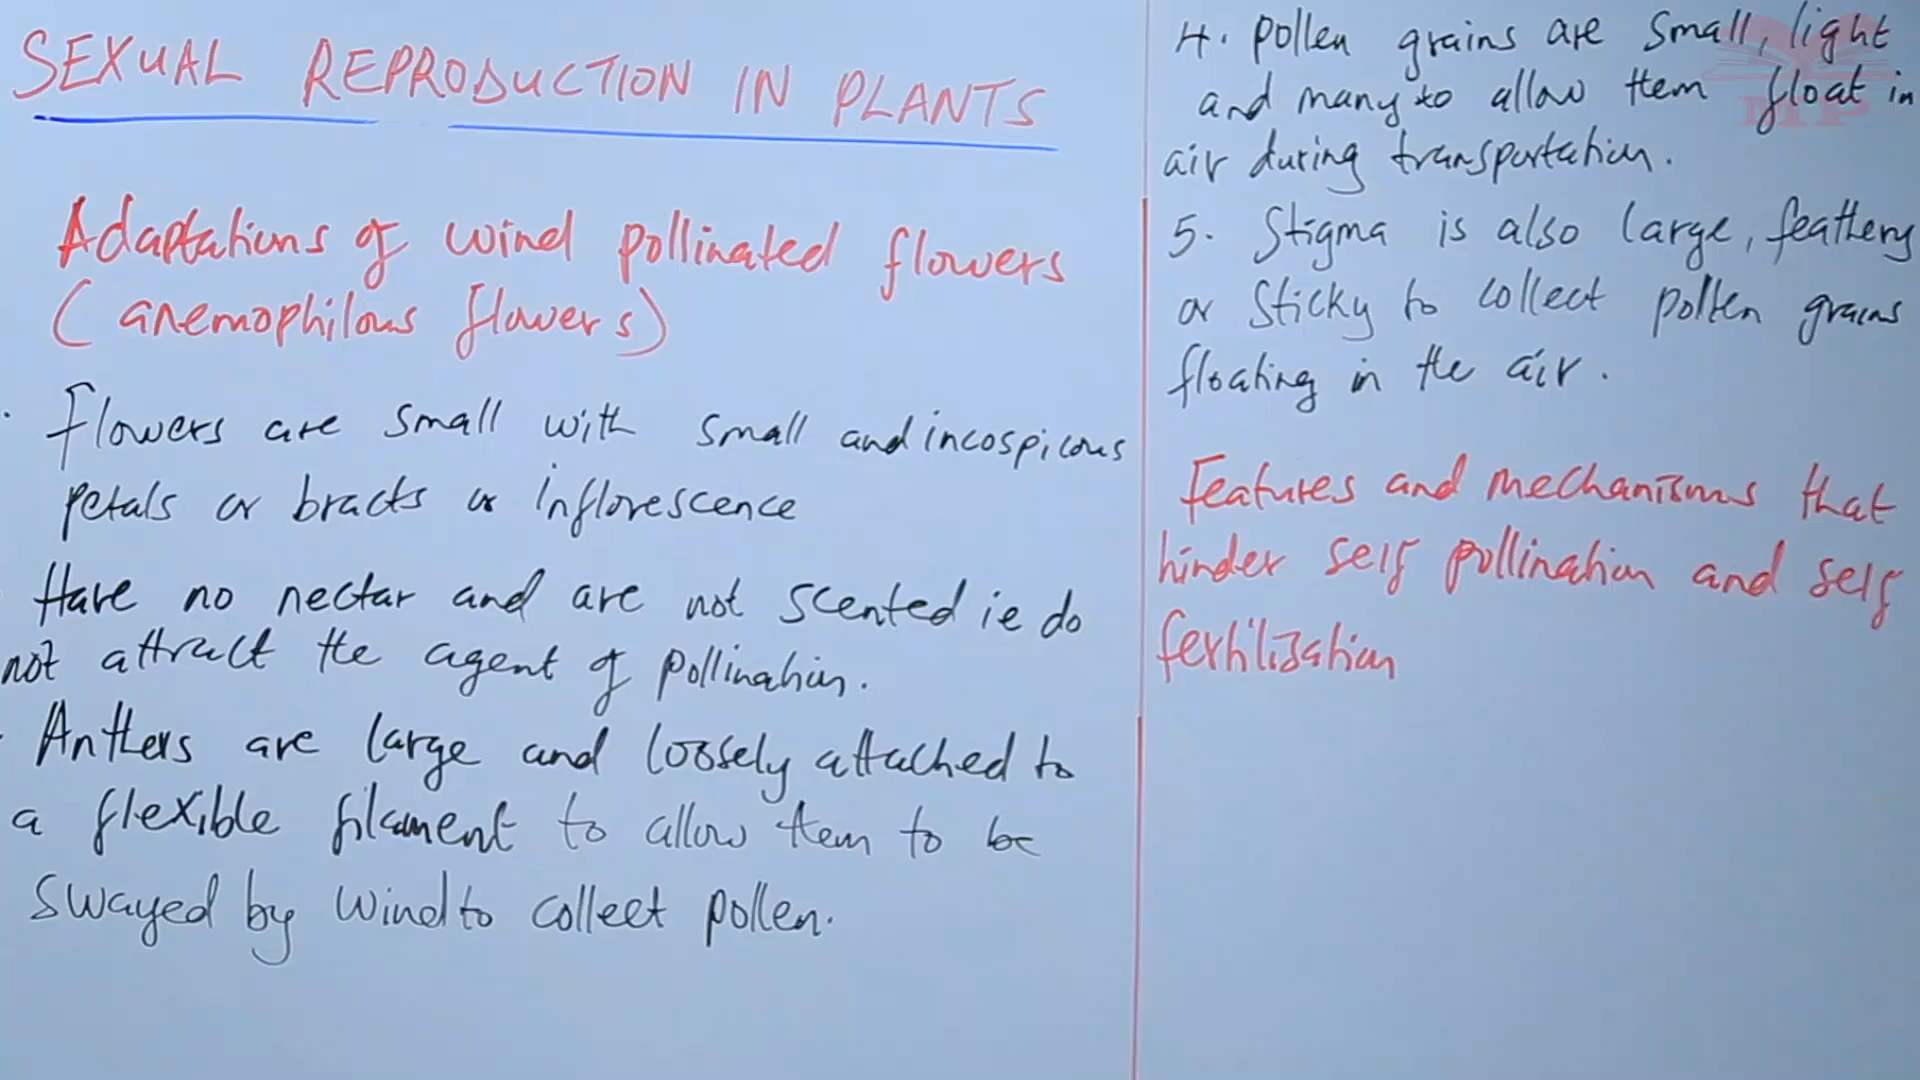 SEXUAL REPRODUCTION IN PLANTS
Adaptations of wind pollinated flowers
(anemophilous flowers)
. Flowers are small with small and incospicous
petals or bracts or inflorescence
Have no nectar and are not scented ie do
not attract the agent of pollination.
Anthers are large and loosely attached to
a flexible filament to allow them to be
swayed by wind to collect pollen.
4. pollen grains are small, light
and many to allow them float in
air during transportation.
5. Stigma is also large, feathery
or sticky to collect pollen grains
floating in the air.
Features and mechanisms that
hinder self pollination and self
fertilization
MP